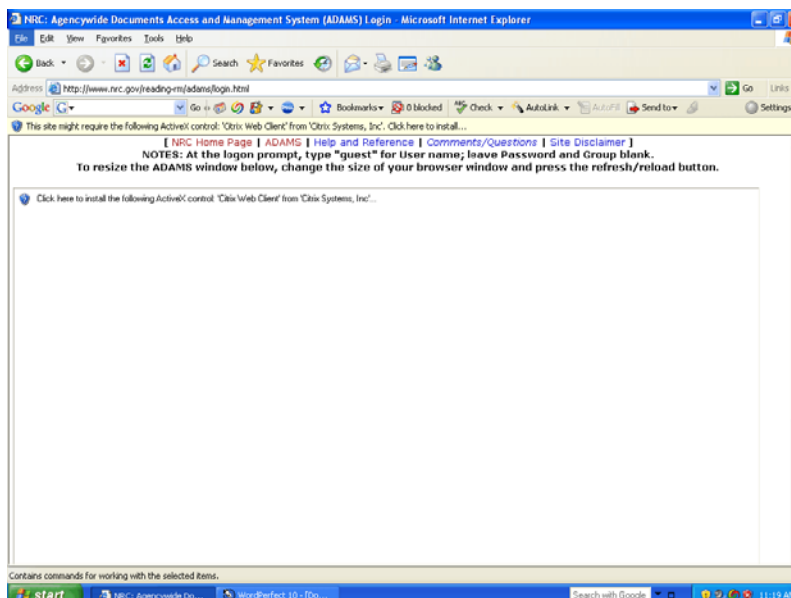 NRC: Agencywide Documents Access and Management System (ADAMS) Login - Microsoft Internet Explorer
File Edit View Favorites Tools Help
Back Search Favorites
Address http://www.nrc.gov/reading-rm/adams/login.html Go Links
Google G Go Bookmarks 0 blocked Check AutoLink AutoFill Send to Settings
This site might require the following ActiveX control: 'Citrix Web Client' from 'Citrix Systems, Inc'. Click here to install...
[ NRC Home Page | ADAMS | Help and Reference | Comments/Questions | Site Disclaimer ]
NOTES: At the logon prompt, type "guest" for User name; leave Password and Group blank.
To resize the ADAMS window below, change the size of your browser window and press the refresh/reload button.
Click here to install the following ActiveX control: 'Citrix Web Client' from 'Citrix Systems, Inc'...
Contains commands for working with the selected items.
start NRC: Agencywide Do... WordPerfect 10 - [Do... Search with Google 11:19 AM